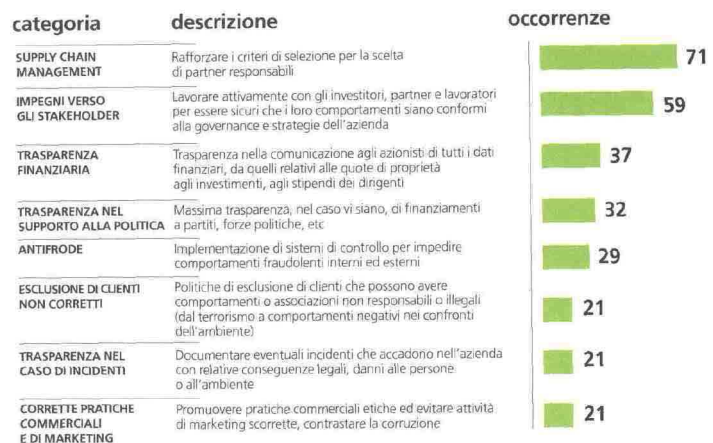 categoria descrizione occorrenze
SUPPLY CHAIN
MANAGEMENT
Rafforzare i criteri di selezione per la scelta
di partner responsabili
71
IMPEGNI VERSO
GLI STAKEHOLDER
Lavorare attivamente con gli investitori, partner e lavoratori
per essere sicuri che i loro comportamenti siano conformi
alla governance e strategie dell'azienda
59
TRASPARENZA
FINANZIARIA
Trasparenza nella comunicazione agli azionisti di tutti i dati
finanziari, da quelli relativi alle quote di proprietà
agli investimenti, agli stipendi dei dirigenti
37
TRASPARENZA NEL
SUPPORTO ALLA POLITICA
Massima trasparenza, nel caso vi siano, di finanziamenti
a partiti, forze politiche, etc
32
ANTIFRODE
Implementazione di sistemi di controllo per impedire
comportamenti fraudolenti interni ed esterni
29
ESCLUSIONE DI CLIENTI
NON CORRETTI
Politiche di esclusione di clienti che possono avere
comportamenti o associazioni non responsabili o illegali
(dal terrorismo a comportamenti negativi nei confronti
dell'ambiente)
21
TRASPARENZA NEL
CASO DI INCIDENTI
Documentare eventuali incidenti che accadono nell'azienda
con relative conseguenze legali, danni alle persone
o all'ambiente
21
CORRETTE PRATICHE
COMMERCIALI
E DI MARKETING
Promuovere pratiche commerciali etiche ed evitare attività
di marketing scorrette, contrastare la corruzione
21